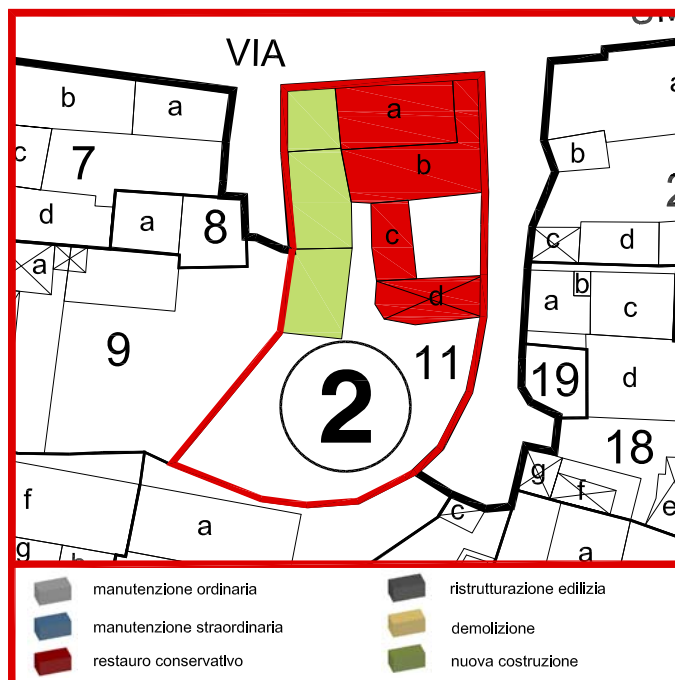 VIA
b
a
a
a
c
7
b
b
2
d
a
8
c
c
d
a
b
a
c
d
9
11
19
d
2
18
g
f
f
a
c
e
g
a
manutenzione ordinaria
ristrutturazione edilizia
manutenzione straordinaria
demolizione
restauro conservativo
nuova costruzione